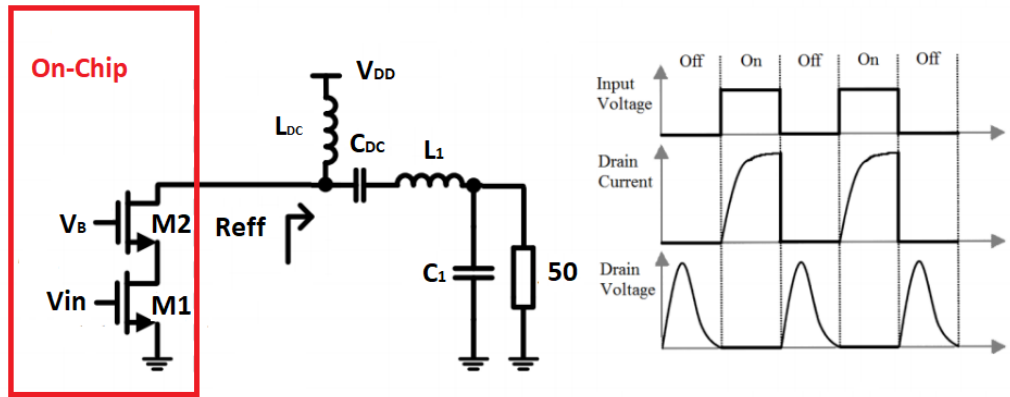 On-Chip
VDD
LDC
CDC
L1
VB
M2
Reff
Vin
M1
C1
50
Off On Off On Off
Input
Voltage
Drain
Current
Drain
Voltage